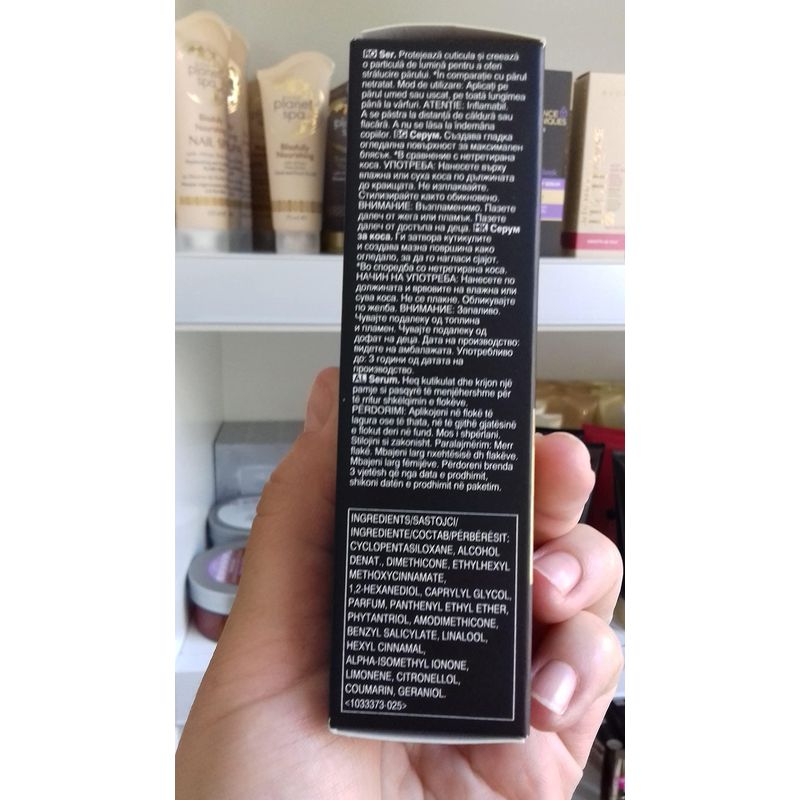 planet
spa
Blissfully
Nourishing
planet
spa
Blissfully
Nourishing
RO Ser. Protejează cuticula și creează
o particulă de lumină pentru a oferi
strălucire părului. *În comparație cu părul
netratat. Mod de utilizare: Aplicați pe
părul umed sau uscat, pe toată lungimea
până la vârfuri. ATENȚIE: Inflamabil.
A se păstra la distanță de căldură sau
flacără. A nu se lăsa la îndemâna
copiilor. BG Серум. Създава гладка
огледална повърхност за максимален
блясък. *В сравнение с нетретирана
коса. УПОТРЕБА: Нанесете върху
влажна или суха коса по дължината
до краищата. Не изплаквайте.
Стилизирайте както обикновено.
ВНИМАНИЕ: Възпламенимо. Пазете
далеч от жега или пламък. Пазете
далеч от достъпа на деца. MK Серум
за коса. Ги затвора кутикулите
и создава мазна површина како
огледало, за да го нагласи сјајот.
*Во споредба со нетретирана коса.
НАЧИН НА УПОТРЕБА: Нанесете по
должината и врвовите на влажна или
сува коса. Не се плакне. Обликувајте
по желба. ВНИМАНИЕ: Запаливо.
Чувајте подалеку од топлина
и пламен. Чувајте подалеку од
дофат на деца. Дата на производство:
видете на амбалажата. Употребливо
до: 3 години од датата на
производство.
AL Serum. Heq kutikulat dhe krijon një
pamje si pasqyrë të menjëhershme për
të rritur shkëlqimin e flokëve.
PËRDORIMI: Aplikojeni në flokë të
lagura ose të thata, në të gjithë gjatësinë
e flokut deri në fund. Mos i shpërlani.
Stilojini si zakonisht. Paralajmërim: Merr
flakë. Mbajeni larg nxehtësisë dh flakëve.
Mbajeni larg fëmijëve. Përdoreni brenda
3 vjetësh që nga data e prodhimit,
shikoni datën e prodhimit në paketim.
INGREDIENTS/SASTOJCI/
INGREDIENTE/СОСТАВ/PËRBËRËSIT:
CYCLOPENTASILOXANE, ALCOHOL
DENAT., DIMETHICONE, ETHYLHEXYL
METHOXYCINNAMATE,
1,2-HEXANEDIOL, CAPRYLYL GLYCOL,
PARFUM, PANTHENYL ETHYL ETHER,
PHYTANTRIOL, AMODIMETHICONE,
BENZYL SALICYLATE, LINALOOL,
HEXYL CINNAMAL,
ALPHA-ISOMETHYL IONONE,
LIMONENE, CITRONELLOL,
COUMARIN, GERANIOL.
<1033373-025>